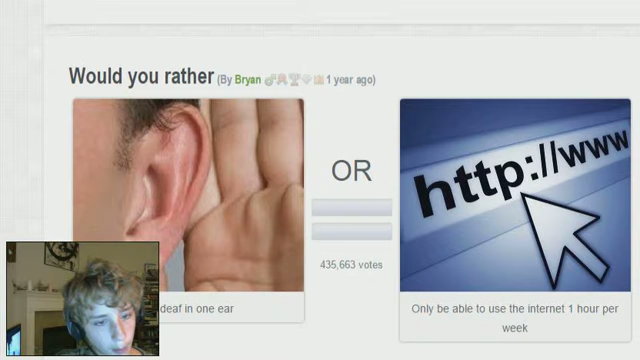 Would you rather (By Bryan 1 year ago)
OR
http://www
435,663 votes
deaf in one ear
Only be able to use the internet 1 hour per
week